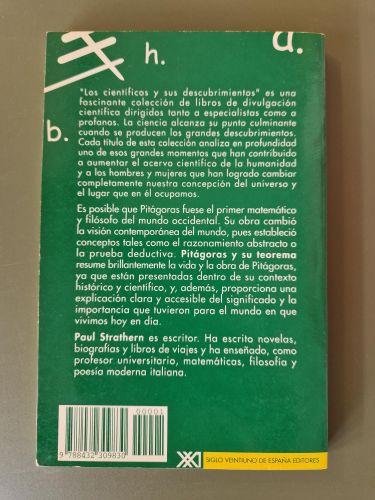 h.
a.
b.
"Los científicos y sus descubrimientos" es una
fascinante colección de libros de divulgación
científica dirigidos tanto a especialistas como a
profanos. La ciencia alcanza su punto culminante
cuando se producen los grandes descubrimientos.
Cada título de esta colección analiza en profundidad
uno de esos grandes momentos que han contribuido
a aumentar el acervo científico de la humanidad
y a los hombres y mujeres que han logrado cambiar
completamente nuestra concepción del universo y
el lugar que en él ocupamos.
Es posible que Pitágoras fuese el primer matemático
y filósofo del mundo occidental. Su obra cambió
la visión contemporánea del mundo, pues estableció
conceptos tales como el razonamiento abstracto o
la prueba deductiva. Pitágoras y su teorema
resume brillantemente la vida y la obra de Pitágoras,
ya que están presentadas dentro de su contexto
histórico y científico, y, además, proporciona una
explicación clara y accesible del significado y la
importancia que tuvieron para el mundo en que
vivimos hoy en día.
Paul Strathern es escritor. Ha escrito novelas,
biografías y libros de viajes y ha enseñado, como
profesor universitario, matemáticas, filosofía y
poesía moderna italiana.
00001
9 788432 309830
XXI SIGLO VEINTIUNO DE ESPAÑA EDITORES